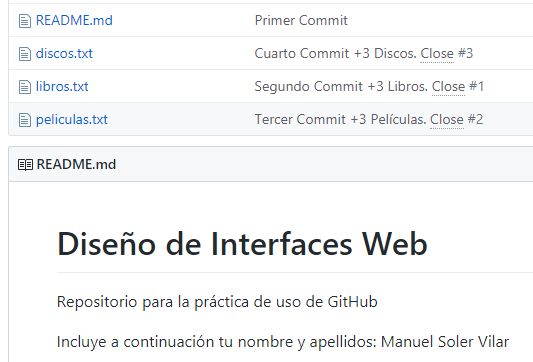 README.md Primer Commit
discos.txt Cuarto Commit +3 Discos. Close #3
libros.txt Segundo Commit +3 Libros. Close #1
peliculas.txt Tercer Commit +3 Películas. Close #2
README.md
Diseño de Interfaces Web
Repositorio para la práctica de uso de GitHub
Incluye a continuación tu nombre y apellidos: Manuel Soler Vilar